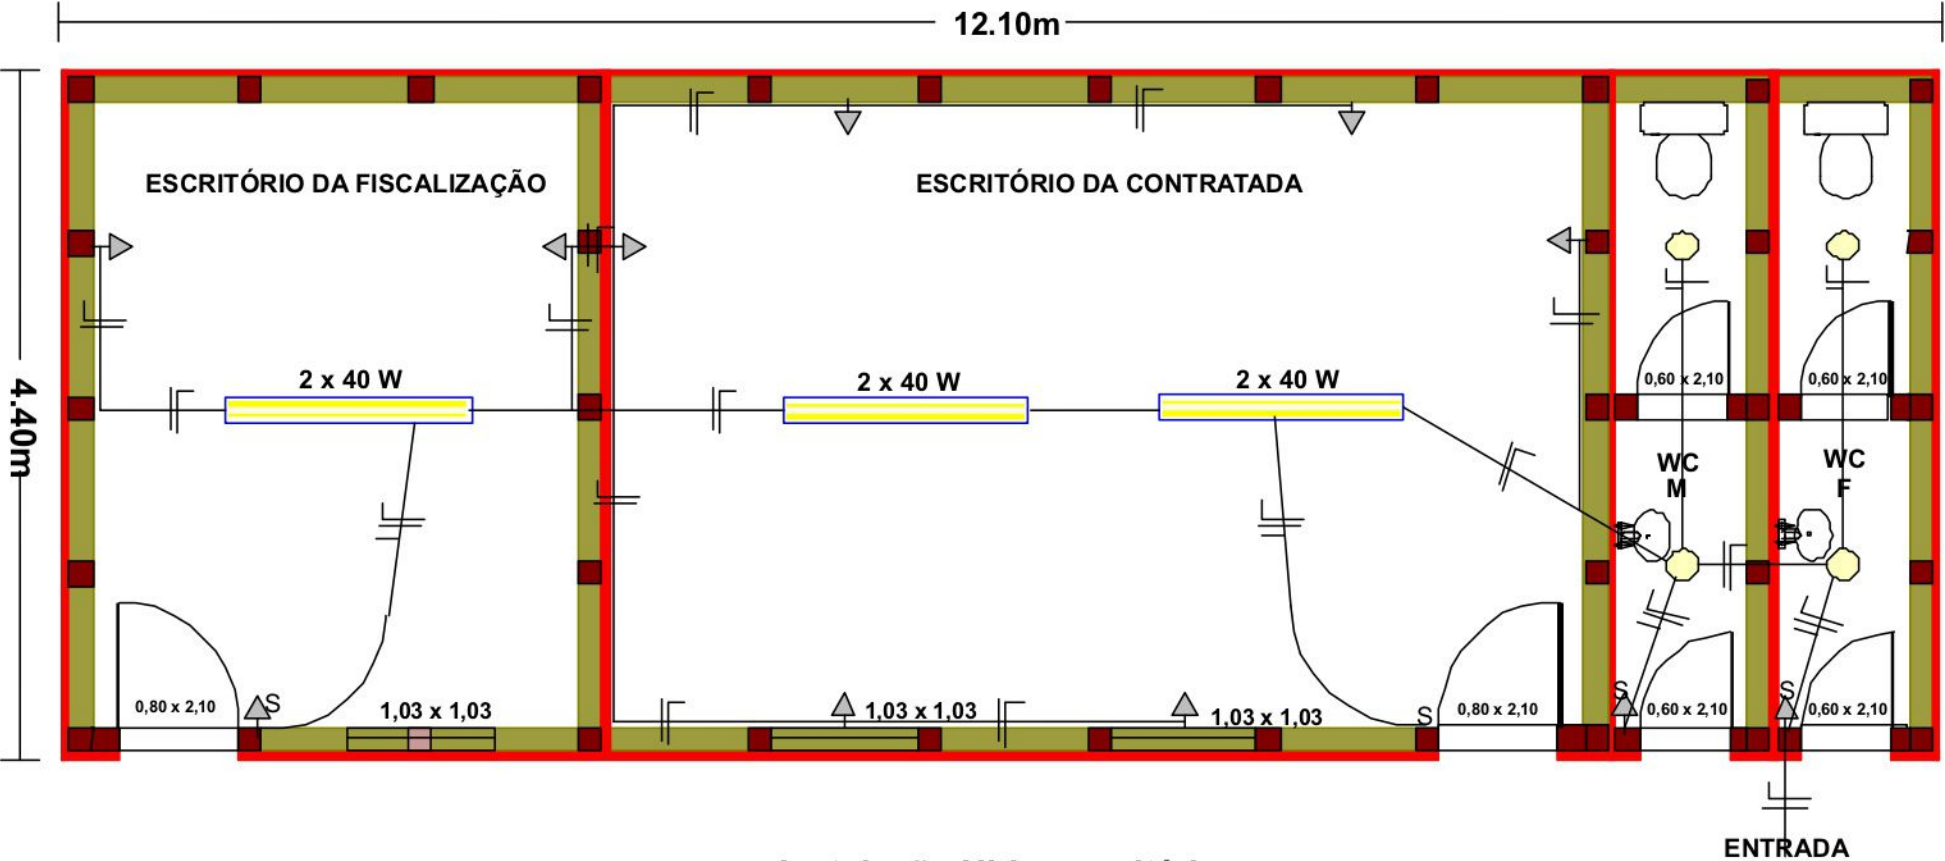 12.10m
4.40m
ESCRITÓRIO DA FISCALIZAÇÃO
ESCRITÓRIO DA CONTRATADA
2 x 40 W
2 x 40 W
2 x 40 W
0,60 x 2,10
0,60 x 2,10
WC
M
WC
F
S
S
S
S
0,80 x 2,10
1,03 x 1,03
1,03 x 1,03
1,03 x 1,03
0,80 x 2,10
0,60 x 2,10
0,60 x 2,10
ENTRADA